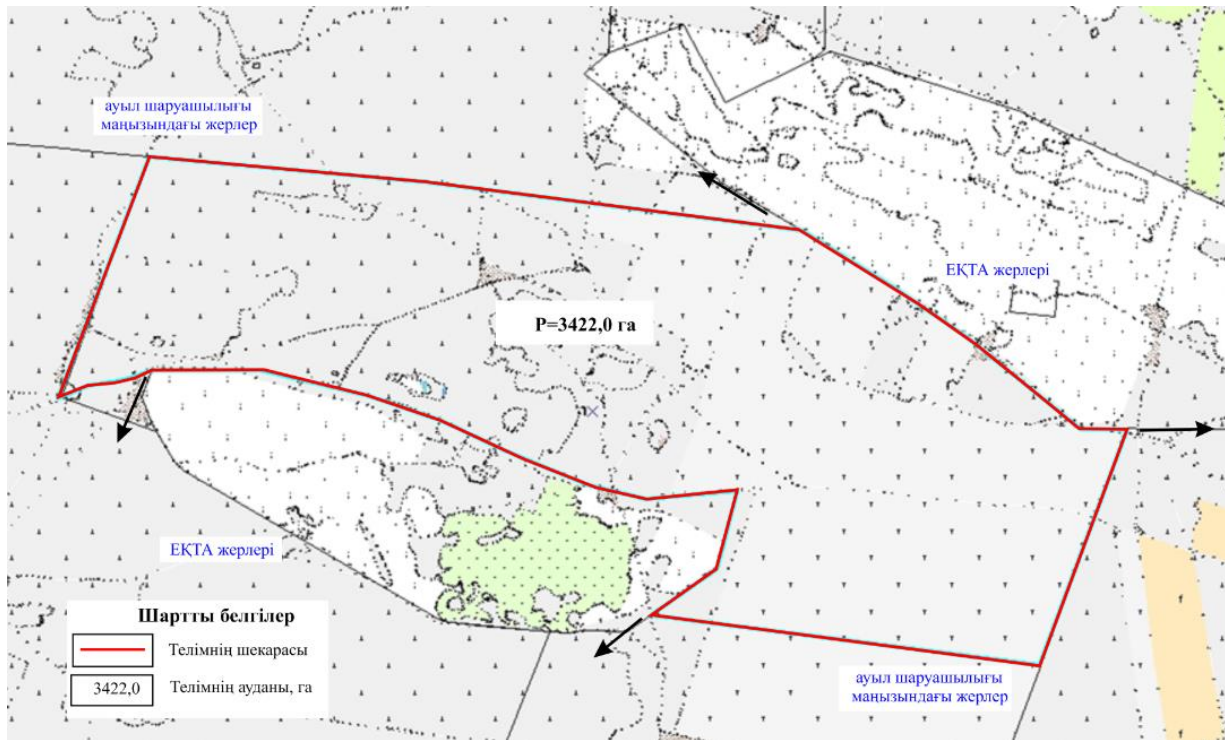 ауыл шаруашылығы
маңызындағы жерлер
ЕҚТА жерлері
P=3422,0 га
ЕҚТА жерлері
Шартты белгілер
Телімнің шекарасы
3422,0 Телімнің ауданы, га
ауыл шаруашылығы
маңызындағы жерлер